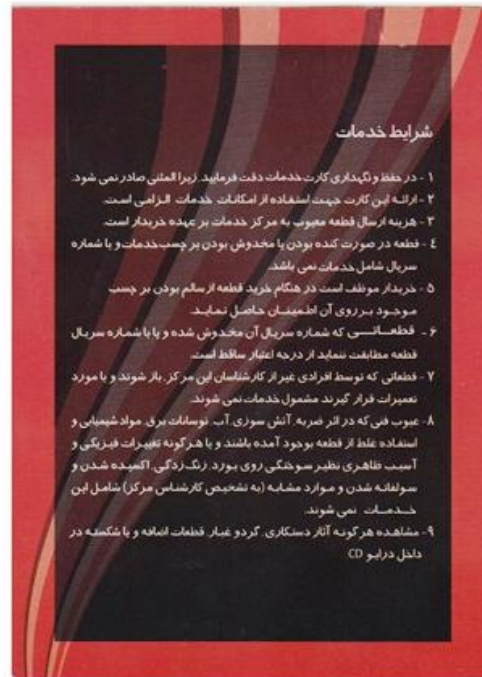 شرایط خدمات
۱ - در حفظ و نگهداری کارت خدمات دقت فرمایید. زیرا المثنی صادر نمی شود.
۲ - ارائه این کارت جهت استفاده از امکانات خدمات الزامی است.
۳ - هزینه ارسال قطعه معیوب به مرکز خدمات بر عهده خریدار است.
٤ - قطعه در صورت کنده بودن یا مخدوش بودن بر چسب خدمات و یا شماره
سریال شامل خدمات نمی باشد.
۵ - خریدار موظف است در هنگام خرید قطعه از سالم بودن بر چسب
موجود بر روی آن اطمینان حاصل نماید.
۶ - قطعاتی که شماره سریال آن مخدوش شده و یا با شماره سریال
قطعه مطابقت ننماید از درجه اعتبار ساقط است.
۷ - قطعاتی که توسط افرادی غیر از کارشناسان این مرکز، باز شوند و یا مورد
تعمیرات قرار گیرند مشمول خدمات نمی شوند.
۸ - عیوب فنی که در اثر ضربه، آتش سوزی، آب، نوسانات برق، مواد شیمیایی و
استفاده غلط از قطعه بوجود آمده باشند و یا هر گونه تغییرات فیزیکی و
آسیب ظاهری نظیر سوختگی روی بورد، زنگ زدگی، اکسیده شدن و
سولفاته شدن و موارد مشابه (به تشخیص کارشناس مرکز) شامل این
خدمات نمی شوند.
۹ - مشاهده هر گونه آثار دستکاری، گرد و غبار، قطعات اضافه و یا شکسته در
داخل درایو CD